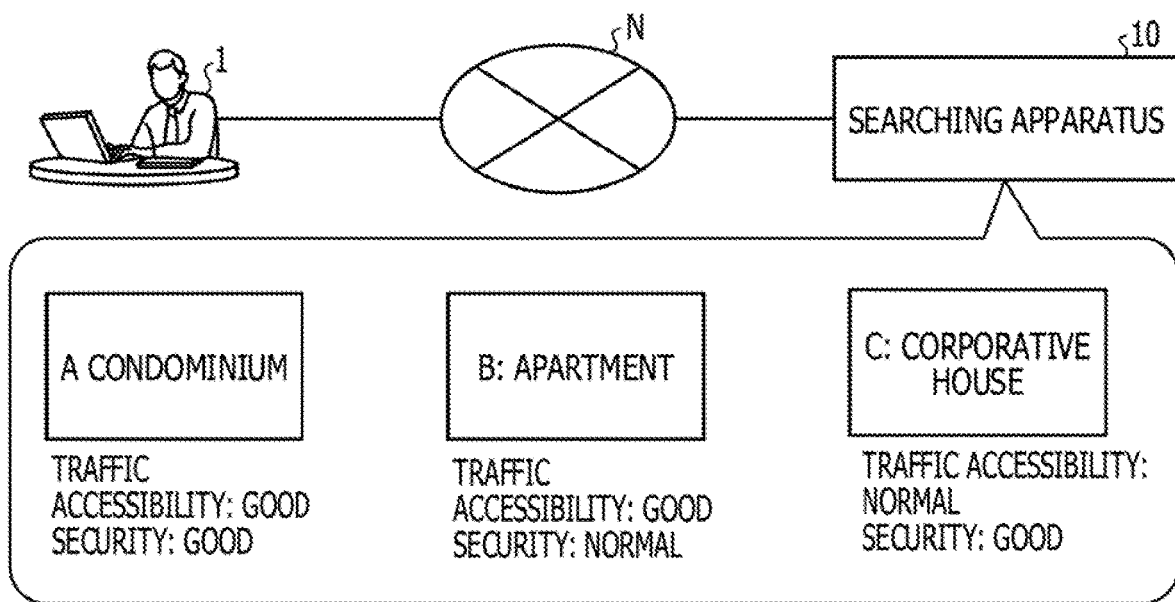 1
N
10
SEARCHING APPARATUS
A CONDOMINIUM
B: APARTMENT
C: CORPORATIVE
HOUSE
TRAFFIC
ACCESSIBILITY: GOOD
SECURITY: GOOD
TRAFFIC
ACCESSIBILITY: GOOD
SECURITY: NORMAL
TRAFFIC ACCESSIBILITY:
NORMAL
SECURITY: GOOD